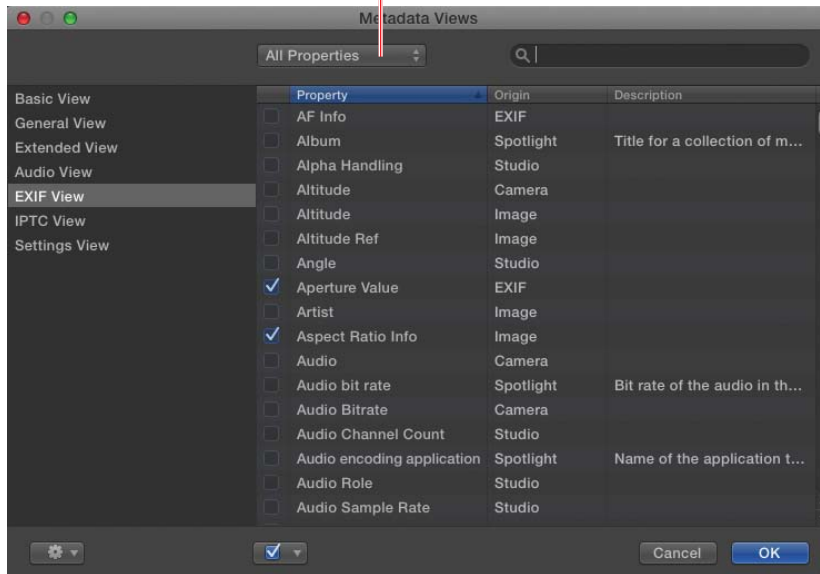 Metadata Views
All Properties
Basic View
General View
Extended View
Audio View
EXIF View
IPTC View
Settings View
Property Origin Description
AF Info EXIF
Album Spotlight Title for a collection of m...
Alpha Handling Studio
Altitude Camera
Altitude Image
Altitude Ref Image
Angle Studio
Aperture Value EXIF
Artist Image
Aspect Ratio Info Image
Audio Camera
Audio bit rate Spotlight Bit rate of the audio in th...
Audio Bitrate Camera
Audio Channel Count Studio
Audio encoding application Spotlight Name of the application t...
Audio Role Studio
Audio Sample Rate Studio
Cancel OK